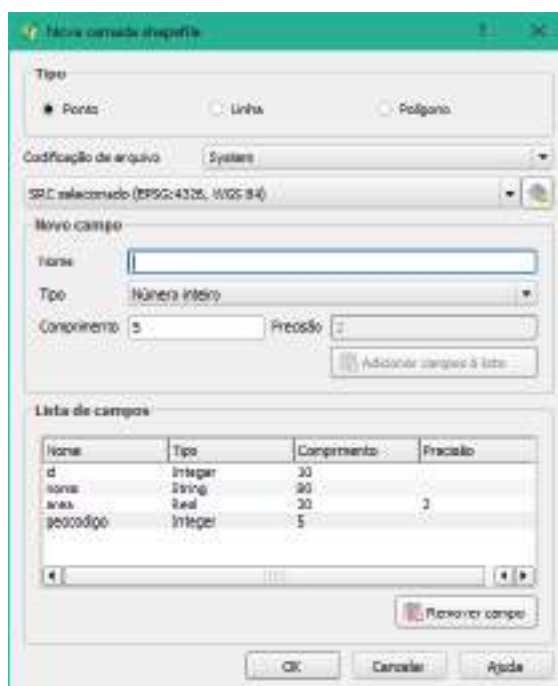 Nova camada shapefile ?
Tipo
Ponto Linha Polígono
Codificação de arquivo System
SRC selecionado (EPSG:4326, WGS 84)
Novo campo
Nome
Tipo Número inteiro
Comprimento 5 Precisão 2
Adicionar campos à lista
Lista de campos
Nome Tipo Comprimento Precisão
id Integer 10
nome String 80
area Real 20 2
geocodigo Integer 5
Remover campo
OK Cancelar Ajuda